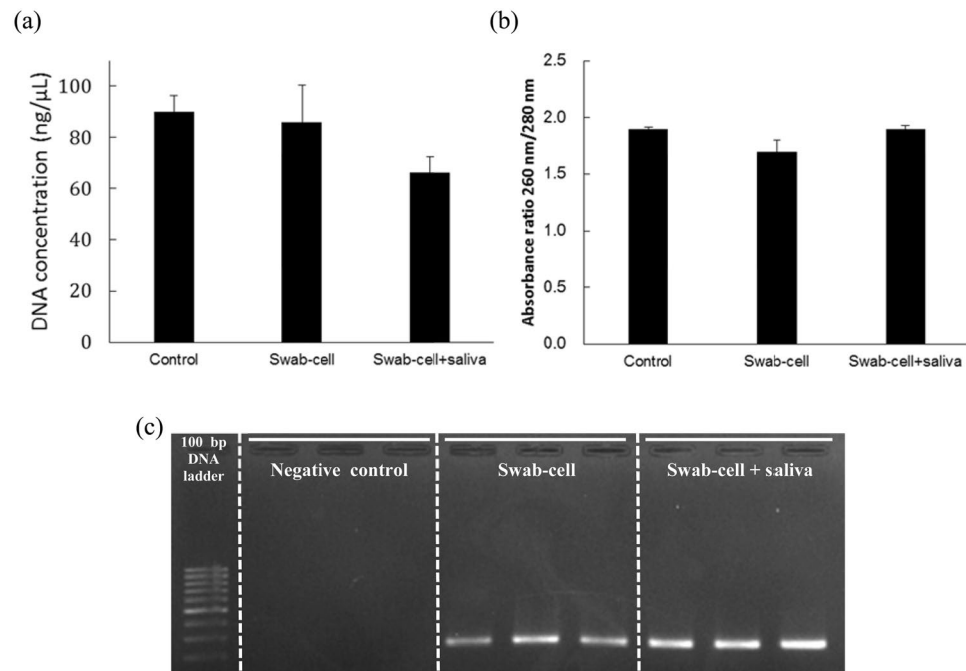 (a)
DNA concentration (ng/µL)
100
80
60
40
20
0
Control Swab-cell Swab-cell+saliva
(b)
Absorbance ratio 260 nm/280 nm
2.5
2.0
1.5
1.0
0.5
0.0
Control Swab-cell Swab-cell+saliva
(c)
100 bp
DNA
ladder
Negative control
Swab-cell
Swab-cell + saliva